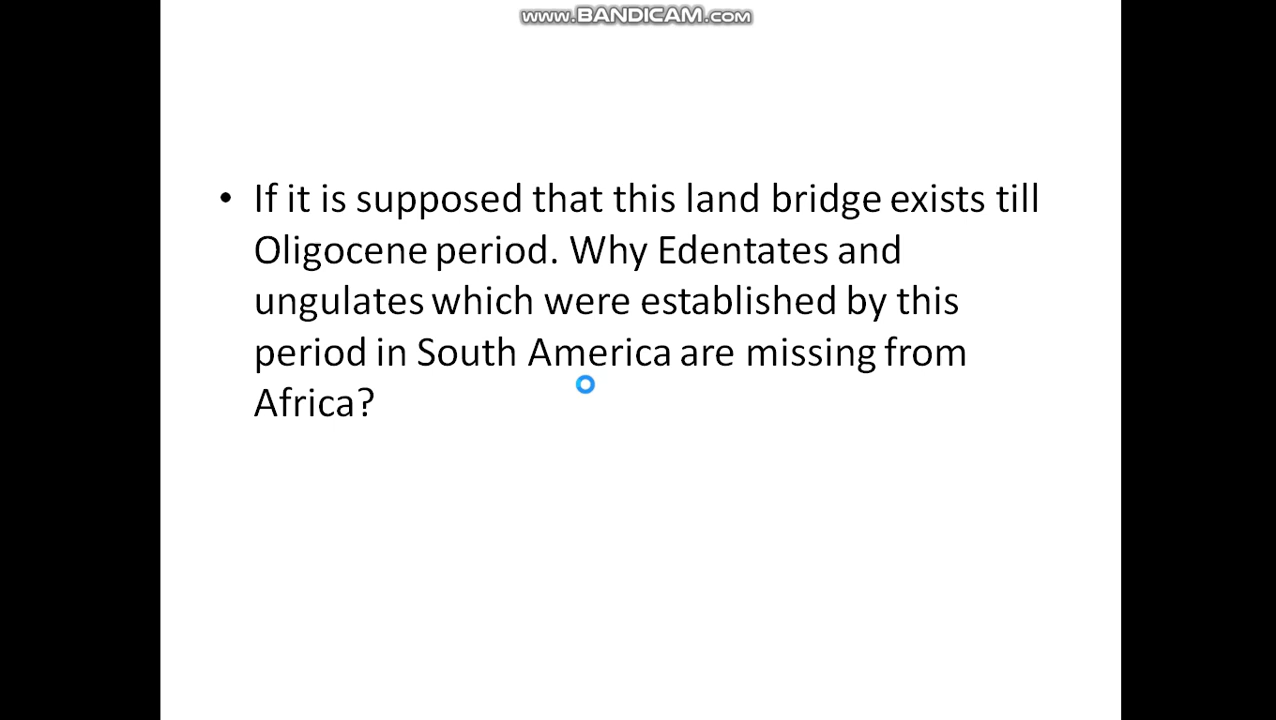 www.BANDICAM.com
• If it is supposed that this land bridge exists till
Oligocene period. Why Edentates and
ungulates which were established by this
period in South America are missing from
Africa?